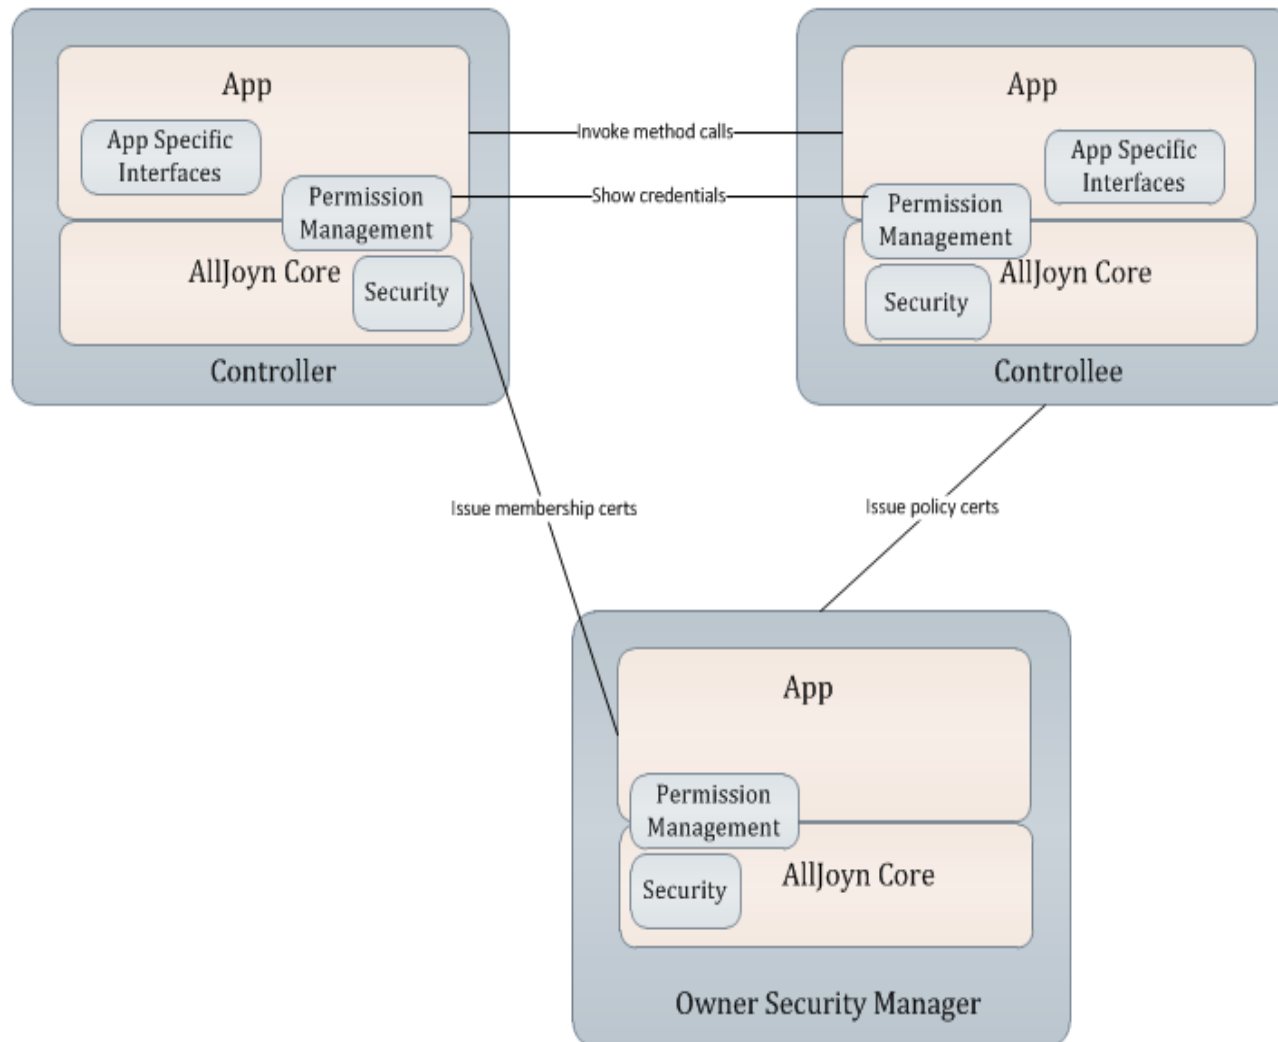 App
App Specific
Interfaces
Permission
Management
AllJoyn Core
Security
Controller
Invoke method calls
Show credentials
App
App Specific
Interfaces
Permission
Management
AllJoyn Core
Security
Controllee
Issue membership certs
Issue policy certs
App
Permission
Management
AllJoyn Core
Security
Owner Security Manager